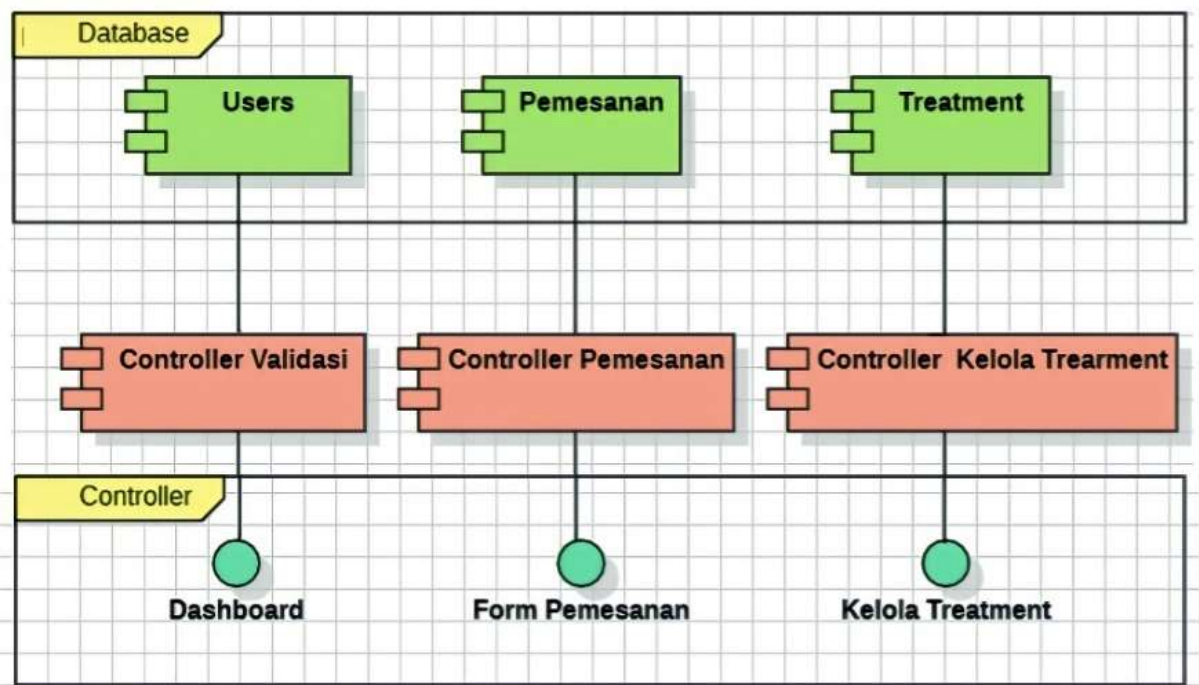 Database
Users
Pemesanan
Treatment
Controller Validasi
Controller Pemesanan
Controller Kelola Trearment
Controller
Dashboard
Form Pemesanan
Kelola Treatment